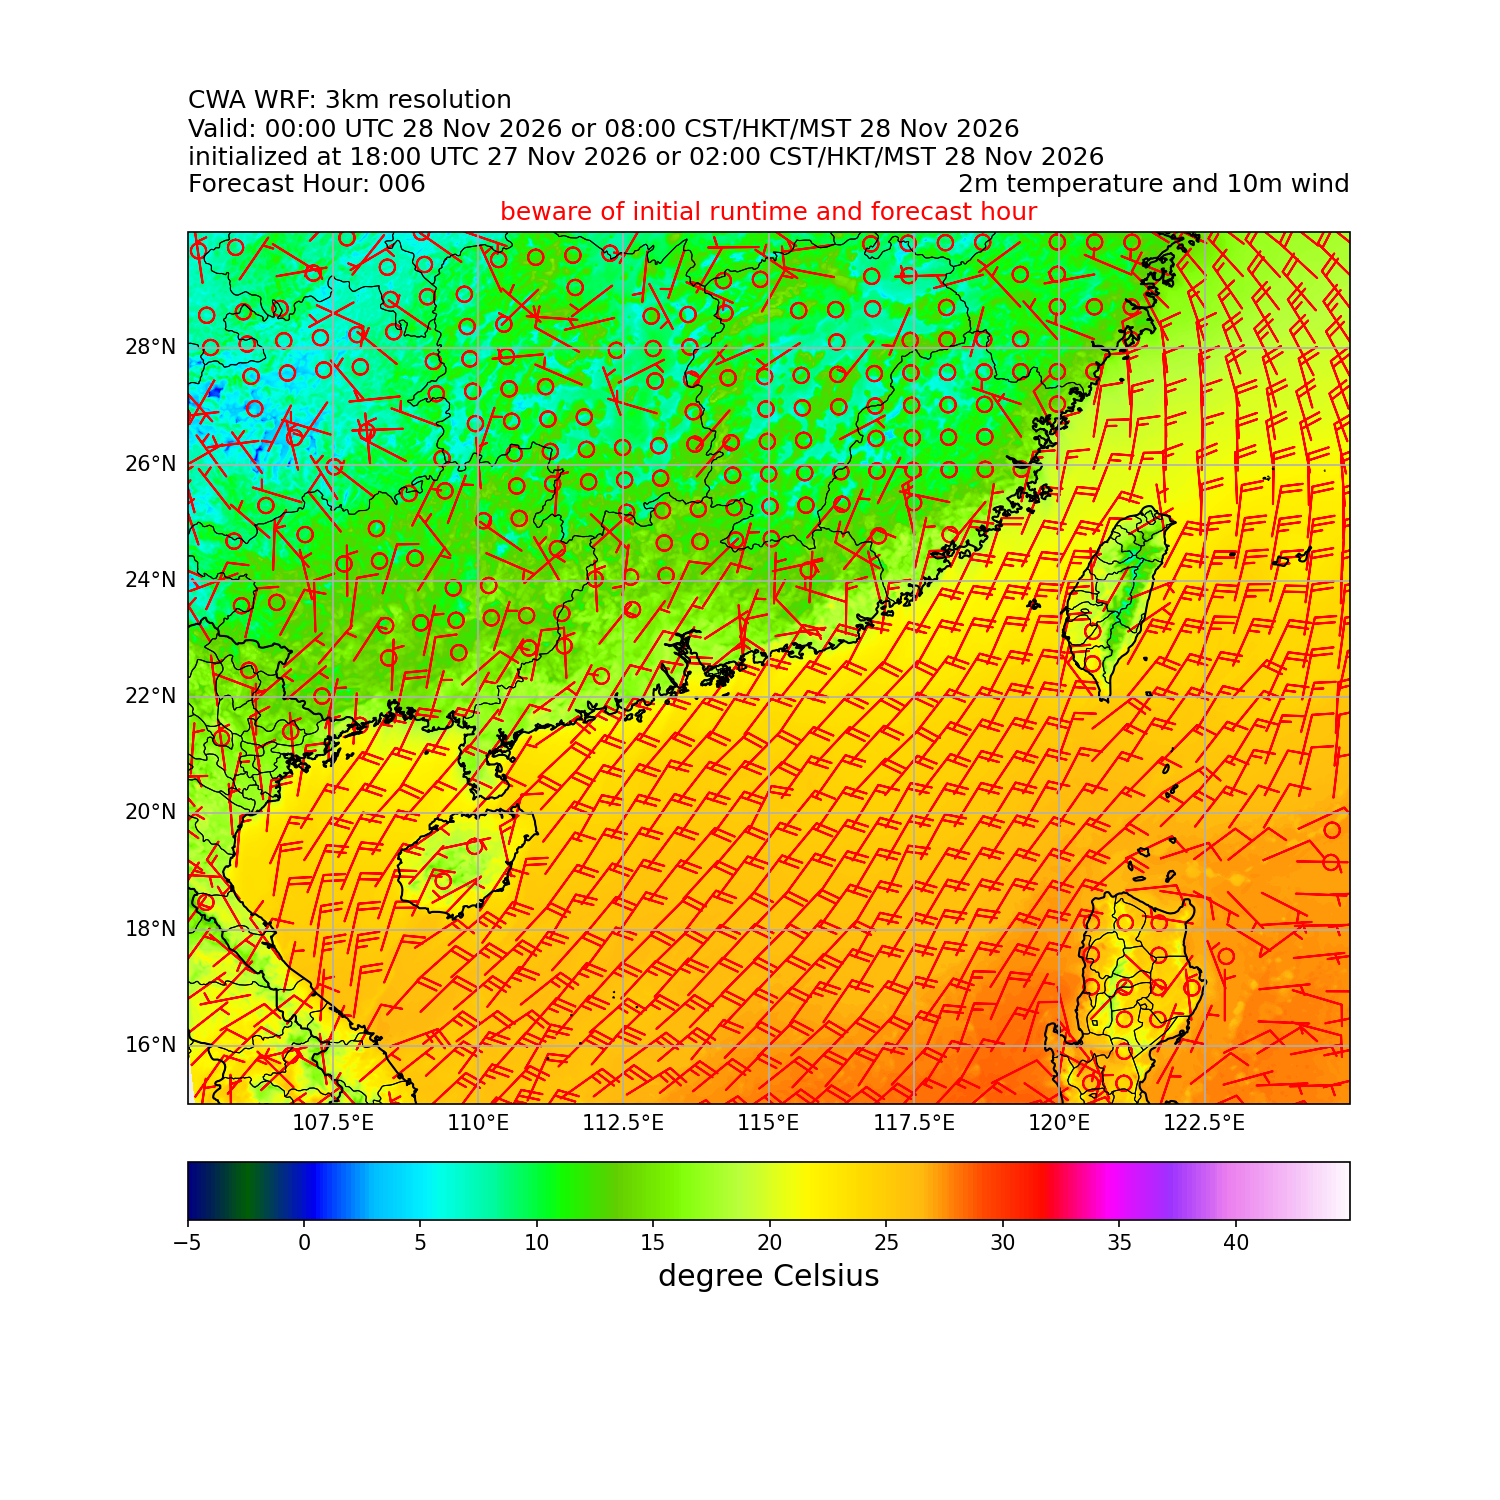 CWA WRF: 3km resolution
Valid: 00:00 UTC 28 Nov 2026 or 08:00 CST/HKT/MST 28 Nov 2026
initialized at 18:00 UTC 27 Nov 2026 or 02:00 CST/HKT/MST 28 Nov 2026
Forecast Hour: 006 2m temperature and 10m wind
beware of initial runtime and forecast hour
28°N
26°N
24°N
22°N
20°N
18°N
16°N
107.5°E 110°E 112.5°E 115°E 117.5°E 120°E 122.5°E
−5 0 5 10 15 20 25 30 35 40
degree Celsius